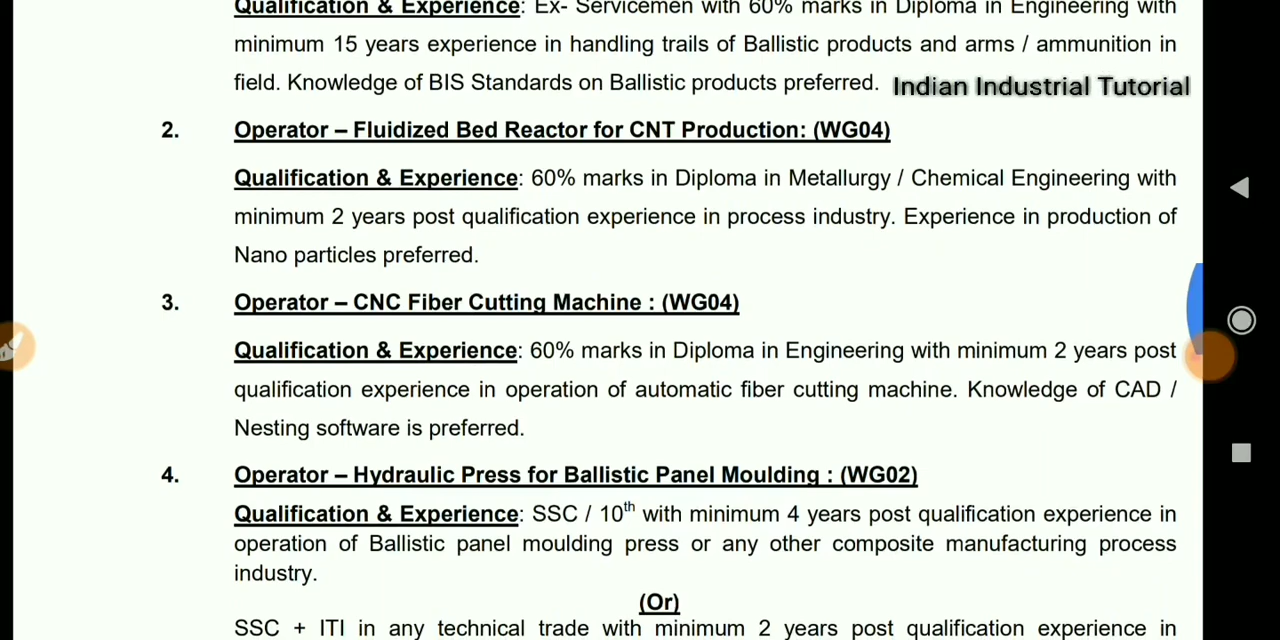 Qualification & Experience: Ex- Servicemen with 60% marks in Diploma in Engineering with
minimum 15 years experience in handling trails of Ballistic products and arms / ammunition in
field. Knowledge of BIS Standards on Ballistic products preferred.
Indian Industrial Tutorial
2. Operator – Fluidized Bed Reactor for CNT Production: (WG04)
Qualification & Experience: 60% marks in Diploma in Metallurgy / Chemical Engineering with
minimum 2 years post qualification experience in process industry. Experience in production of
Nano particles preferred.
3. Operator – CNC Fiber Cutting Machine : (WG04)
Qualification & Experience: 60% marks in Diploma in Engineering with minimum 2 years post
qualification experience in operation of automatic fiber cutting machine. Knowledge of CAD /
Nesting software is preferred.
4. Operator – Hydraulic Press for Ballistic Panel Moulding : (WG02)
Qualification & Experience: SSC / 10th with minimum 4 years post qualification experience in
operation of Ballistic panel moulding press or any other composite manufacturing process
industry.
(Or)
SSC + ITI in any technical trade with minimum 2 years post qualification experience in